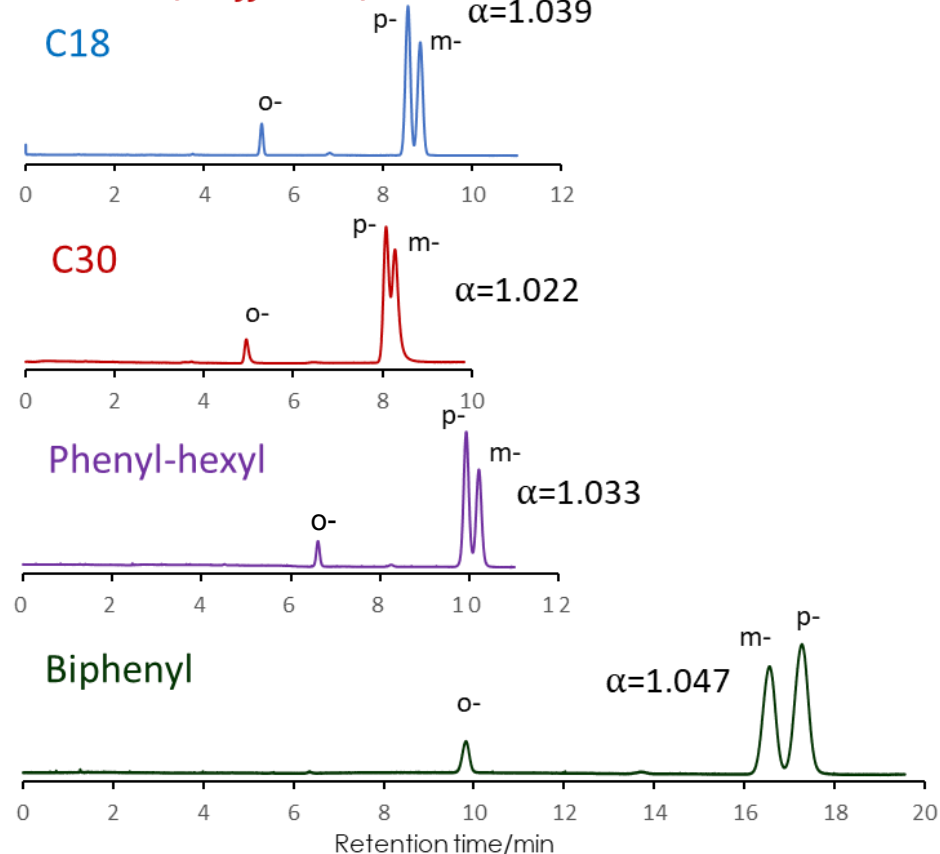 C18
o-
p-
m-
α=1.039
0 2 4 6 8 10 12
C30
o-
p-
m-
α=1.022
0 2 4 6 8 10
Phenyl-hexyl
o-
p-
m-
α=1.033
0 2 4 6 8 10 12
Biphenyl
o-
α=1.047
m-
p-
0 2 4 6 8 10 12 14 16 18 20
Retention time/min